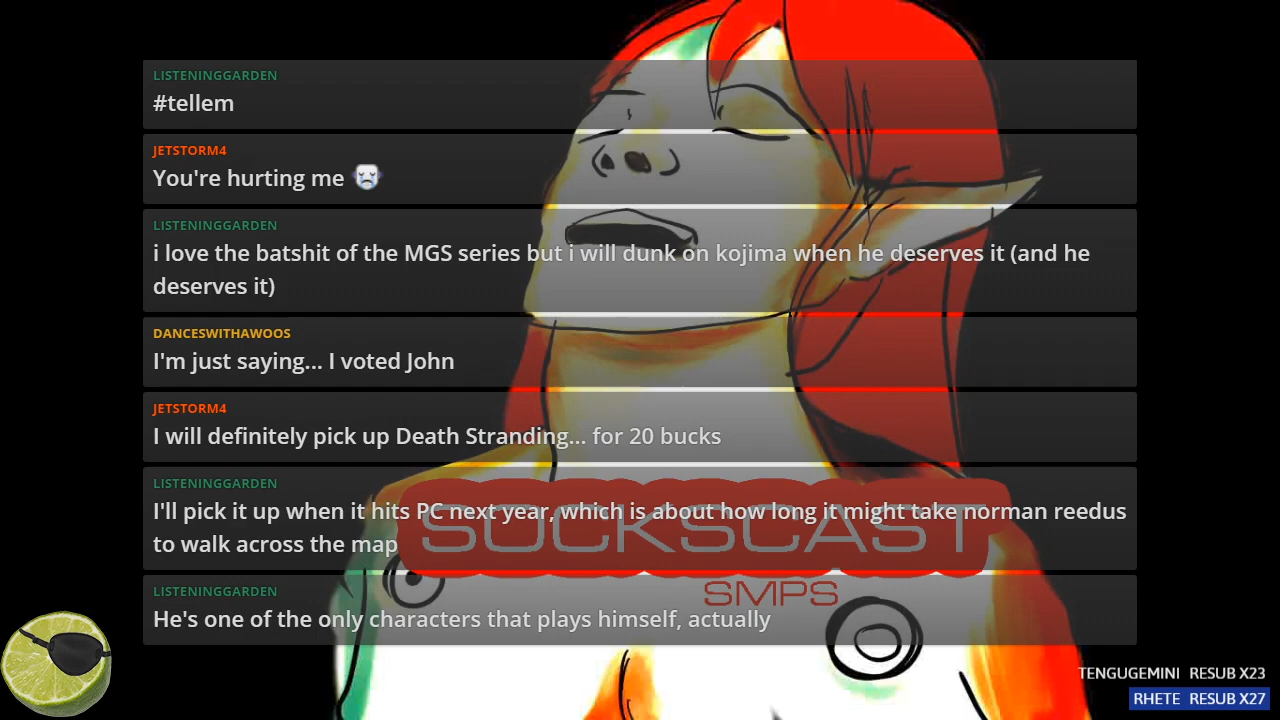 LISTENINGGARDEN
#tellem
JETSTORM4
You're hurting me
LISTENINGGARDEN
i love the batshit of the MGS series but i will dunk on kojima when he deserves it (and he
deserves it)
DANCESWITHAWOOS
I'm just saying... I voted John
JETSTORM4
I will definitely pick up Death Stranding... for 20 bucks
LISTENINGGARDEN
I'll pick it up when it hits PC next year, which is about how long it might take norman reedus
to walk across the map
SOCKSCAST
SMPS
LISTENINGGARDEN
He's one of the only characters that plays himself, actually
TENGUGEMINI RESUB X23
RHETE RESUB X27